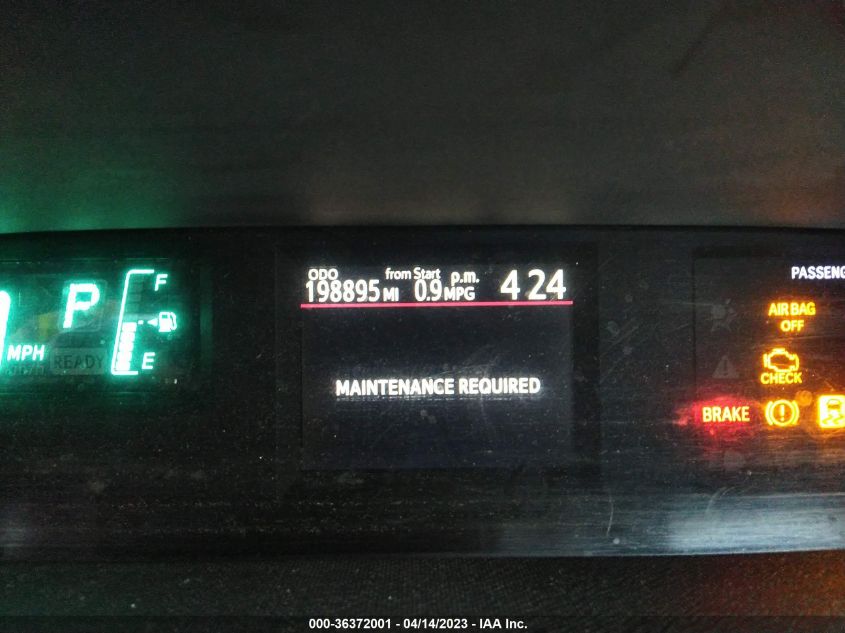 ODO from Start p.m.
198895 MI 0.9 MPG 4 24
MAINTENANCE REQUIRED
P
F
MPH
READY
E
AIR BAG
OFF
CHECK
BRAKE
000-36372001 - 04/14/2023 - IAA Inc.